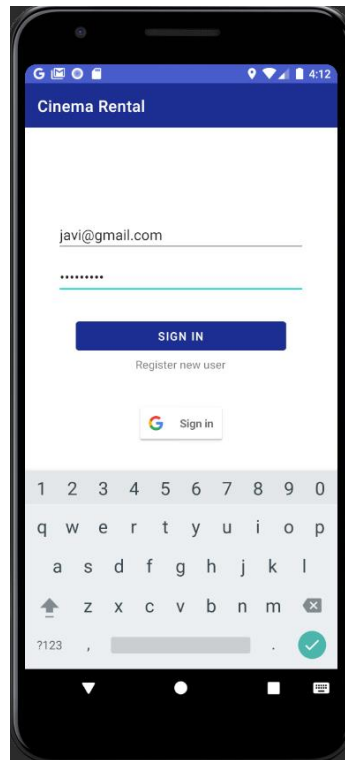 G 4:12
Cinema Rental
javi@gmail.com
•••••••••
SIGN IN
Register new user
G Sign in
1 2 3 4 5 6 7 8 9 0
q w e r t y u i o p
a s d f g h j k l
z x c v b n m
?123 , .